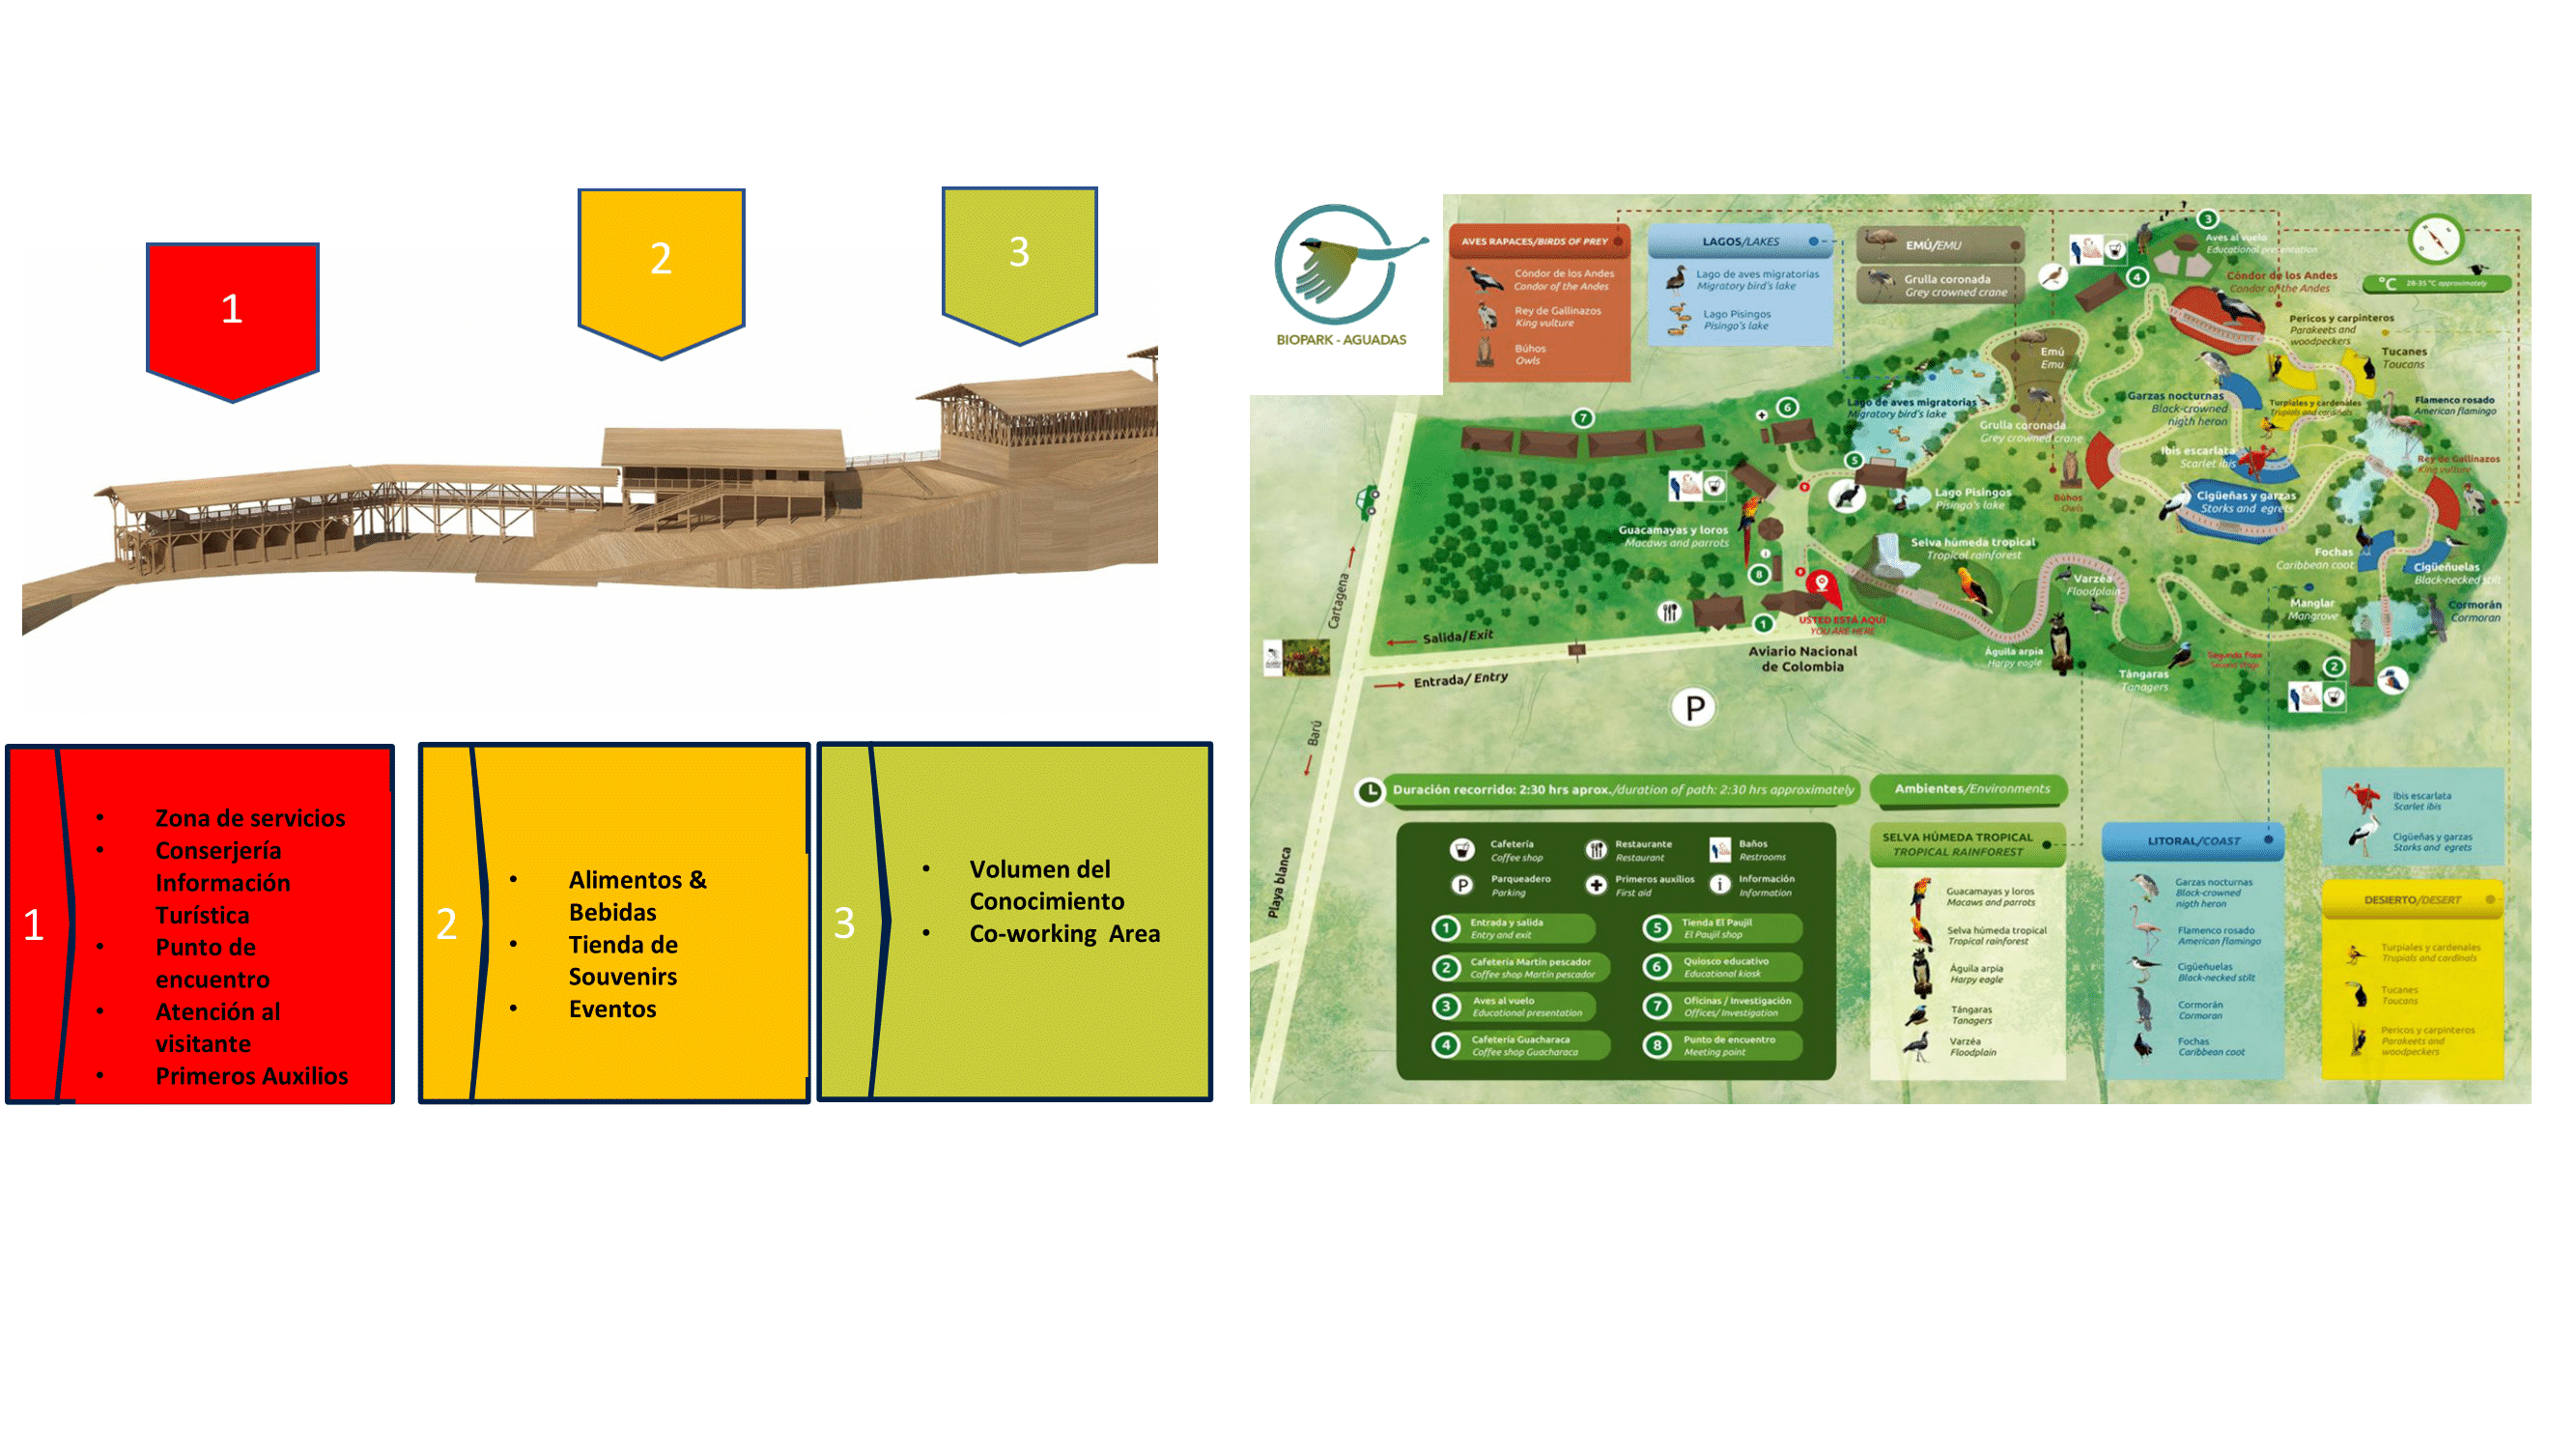 1
2
3
1
• Zona de servicios
• Conserjería
Información
Turística
• Punto de
encuentro
• Atención al
visitante
• Primeros Auxilios
2
• Alimentos &
Bebidas
• Tienda de
Souvenirs
• Eventos
3
• Volumen del
Conocimiento
• Co-working Area
BIOPARK - AGUADAS
AVES RAPACES/BIRDS OF PREY
Cóndor de los Andes
Condor of the Andes
Rey de Gallinazos
King vulture
Búhos
Owls
LAGOS/LAKES
Lago de aves migratorias
Migratory bird's lake
Lago Pisingos
Pisingo's lake
EMÚ/EMU
Grulla coronada
Grey crowned crane
3
Aves al vuelo
Educational presentation
4
Cóndor de los Andes
Condor of the Andes
°C 28-35 °C approximately
Pericos y carpinteros
Parakeets and
woodpeckers
Tucanes
Toucans
Emú
Emu
Garzas nocturnas
Black-crowned
nigth heron
Turpiales y cardenales
Trupials and cardinals
Flamenco rosado
American flamingo
Lago de aves migratorias
Migratory bird's lake
Grulla coronada
Grey crowned crane
7
6
5
Ibis escarlata
Scarlet ibis
Rey de Gallinazos
King vulture
Búhos
Owls
Cigüeñas y garzas
Storks and egrets
Lago Pisingos
Pisingo's lake
Guacamayas y loros
Macaws and parrots
Selva húmeda tropical
Tropical rainforest
Fochas
Caribbean coot
Cigüeñuelas
Black-necked stilt
i
8
Varzéa
Floodplain
Manglar
Mangrove
Cormorán
Cormoran
1
USTED ESTÁ AQUÍ
YOU ARE HERE
Cartagena
Salida/Exit
Entrada/ Entry
Aviario Nacional
de Colombia
Águila arpía
Harpy eagle
Tángaras
Tanagers
Segunda fase
Second stage
2
P
Barú
Playa blanca
Duración recorrido: 2:30 hrs aprox./duration of path: 2:30 hrs approximately
Ambientes/Environments
Cafetería
Coffee shop
Restaurante
Restaurant
Baños
Restrooms
P
Parqueadero
Parking
Primeros auxilios
First aid
i
Información
Information
1
Entrada y salida
Entry and exit
5
Tienda El Paujil
El Paujil shop
2
Cafetería Martín pescador
Coffee shop Martín pescador
6
Quiosco educativo
Educational kiosk
3
Aves al vuelo
Educational presentation
7
Oficinas / Investigación
Offices/ Investigation
4
Cafetería Guacharaca
Coffee shop Guacharaca
8
Punto de encuentro
Meeting point
SELVA HÚMEDA TROPICAL
TROPICAL RAINFOREST
Guacamayas y loros
Macaws and parrots
Selva húmeda tropical
Tropical rainforest
Águila arpía
Harpy eagle
Tángaras
Tanagers
Varzéa
Floodplain
LITORAL/COAST
Garzas nocturnas
Black-crowned
nigth heron
Flamenco rosado
American flamingo
Cigüeñuelas
Black-necked stilt
Cormorán
Cormoran
Fochas
Caribbean coot
Ibis escarlata
Scarlet ibis
Cigüeñas y garzas
Storks and egrets
DESIERTO/DESERT
Turpiales y cardenales
Trupials and cardinals
Tucanes
Toucans
Pericos y carpinteros
Parakeets and
woodpeckers